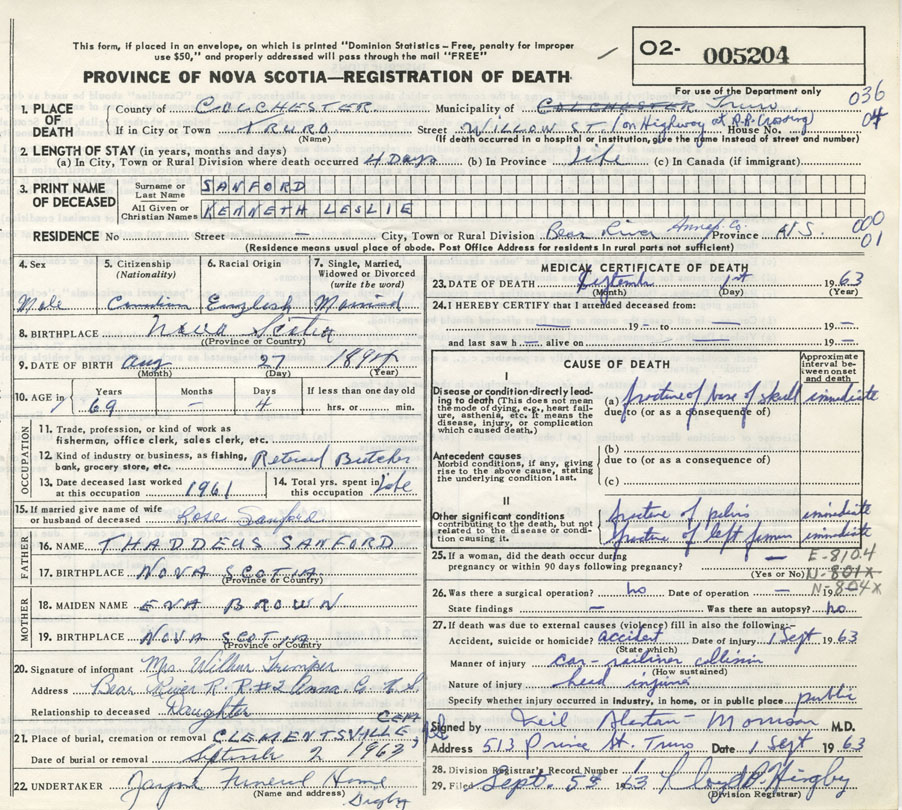 This form, if placed in an envelope, on which is printed "Dominion Statistics – Free, penalty for improper
use $50," and properly addressed will pass through the mail "FREE"
O2- 005204
PROVINCE OF NOVA SCOTIA—REGISTRATION OF DEATH
For use of the Department only
036
04
1. PLACE OF DEATH
County of COLCHESTER Municipality of COLCHESTER Truro
If in City or Town TRURO (Name) Street WILLOW ST (on Highway at R.R. Crossing) House No.
(If death occurred in a hospital or institution, give the name instead of street and number)
2. LENGTH OF STAY (in years, months and days)
(a) In City, Town or Rural Division where death occurred 4 Days (b) In Province Life (c) In Canada (if immigrant)
3. PRINT NAME OF DECEASED
Surname or Last Name SANFORD
All Given or Christian Names KENNETH LESLIE
RESIDENCE No Street — City, Town or Rural Division Bear River Annap. Co. Province N.S.
000
01
(Residence means usual place of abode. Post Office Address for residents in rural parts not sufficient)
4. Sex Male
5. Citizenship (Nationality) Canadian
6. Racial Origin English
7. Single, Married, Widowed or Divorced (write the word) Married
8. BIRTHPLACE Nova Scotia
(Province or Country)
9. DATE OF BIRTH Aug 27 1894
(Month) (Day) (Year)
10. AGE in Years 69 Months – Days 4 If less than one day old hrs. or min.
OCCUPATION
11. Trade, profession, or kind of work as fisherman, office clerk, sales clerk, etc.
12. Kind of industry or business, as fishing, bank, grocery store, etc. Retired Butcher
13. Date deceased last worked at this occupation 1961
14. Total yrs. spent in this occupation Life
15. If married give name of wife or husband of deceased Rose Sanford
FATHER
16. NAME THADDEUS SANFORD
17. BIRTHPLACE NOVA SCOTIA
(Province or Country)
MOTHER
18. MAIDEN NAME EVA BROWN
19. BIRTHPLACE NOVA SCOTIA
(Province or Country)
20. Signature of informant Mrs. Wilbur Trimper
Address Bear River R.R#2 Anna. Co. N.S.
Relationship to deceased Daughter
21. Place of burial, cremation or removal CLEMENTSVILLE, CEM
Date of burial or removal September 2 1963
22. UNDERTAKER Jayne Funeral Home
(Name and address) Digby
MEDICAL CERTIFICATE OF DEATH
23. DATE OF DEATH September 1st 1963
(Month) (Day) (Year)
24. I HEREBY CERTIFY that I attended deceased from:
— 19 – to — 19 —
and last saw h — alive on — 19 —
CAUSE OF DEATH
Approximate interval between onset and death
I
Disease or condition directly leading to death (This does not mean the mode of dying, e.g., heart failure, asthenia, etc. It means the disease, injury, or complication which caused death.)
(a) fracture of base of skull immediate
due to (or as a consequence of)
Antecedent causes
Morbid conditions, if any, giving rise to the above cause, stating the underlying condition last.
(b)
due to (or as a consequence of)
(c)
II
Other significant conditions contributing to the death, but not related to the disease or condition causing it.
fracture of pelvis immediate
fracture of left femur immediate
25. If a woman, did the death occur during pregnancy or within 90 days following pregnancy? —
(Yes or No)
E-810.4
N-801X
N-804X
26. Was there a surgical operation? no Date of operation — 19
State findings — Was there an autopsy? no
27. If death was due to external causes (violence) fill in also the following:
Accident, suicide or homicide? accident Date of injury 1 Sept 1963
(State which)
Manner of injury car–railiner collision
(How sustained)
Nature of injury head injury
Specify whether injury occurred in industry, in home, or in public place public
Signed by Neil Morrison M.D.
Address 513 Prince St. Truro Date 1 Sept 1963
28. Division Registrar's Record Number
29. Filed Sept. 5th 63 Lloyd
(Division Registrar)